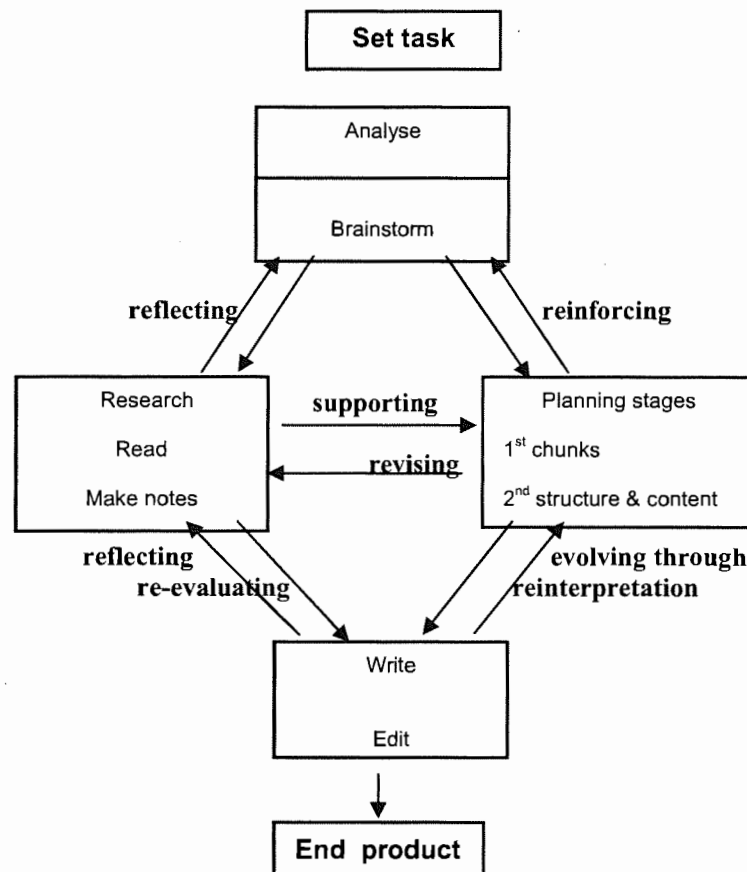 Set task
Analyse
Brainstorm
reflecting
reinforcing
Research
Read
Make notes
supporting
revising
Planning stages
1st chunks
2nd structure & content
reflecting
re-evaluating
evolving through
reinterpretation
Write
Edit
End product